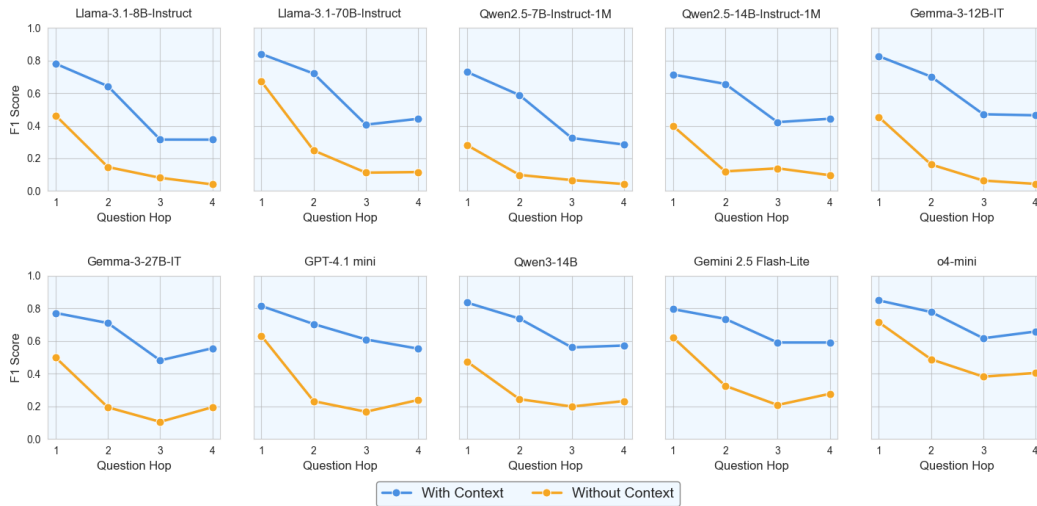 Llama-3.1-8B-Instruct
Llama-3.1-70B-Instruct
Qwen2.5-7B-Instruct-1M
Qwen2.5-14B-Instruct-1M
Gemma-3-12B-IT
F1 Score
1.0
0.8
0.6
0.4
0.2
0.0
1 2 3 4
1 2 3 4
1 2 3 4
1 2 3 4
1 2 3 4
Question Hop
Question Hop
Question Hop
Question Hop
Question Hop
Gemma-3-27B-IT
GPT-4.1 mini
Qwen3-14B
Gemini 2.5 Flash-Lite
o4-mini
F1 Score
1.0
0.8
0.6
0.4
0.2
0.0
1 2 3 4
1 2 3 4
1 2 3 4
1 2 3 4
1 2 3 4
Question Hop
Question Hop
Question Hop
Question Hop
Question Hop
With Context
Without Context